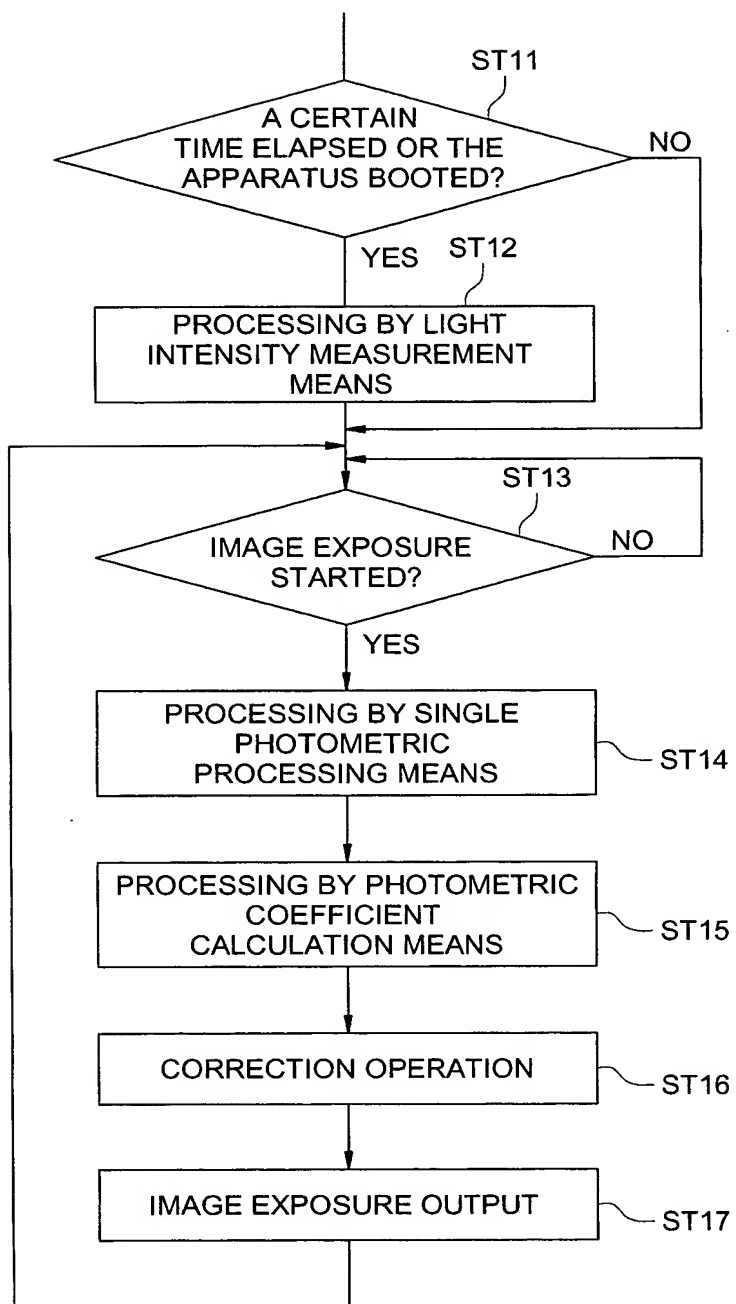 ST11
A CERTAIN
TIME ELAPSED OR THE
APPARATUS BOOTED?
NO
YES
ST12
PROCESSING BY LIGHT
INTENSITY MEASUREMENT
MEANS
ST13
IMAGE EXPOSURE
STARTED?
NO
YES
PROCESSING BY SINGLE
PHOTOMETRIC
PROCESSING MEANS
ST14
PROCESSING BY PHOTOMETRIC
COEFFICIENT
CALCULATION MEANS
ST15
CORRECTION OPERATION
ST16
IMAGE EXPOSURE OUTPUT
ST17